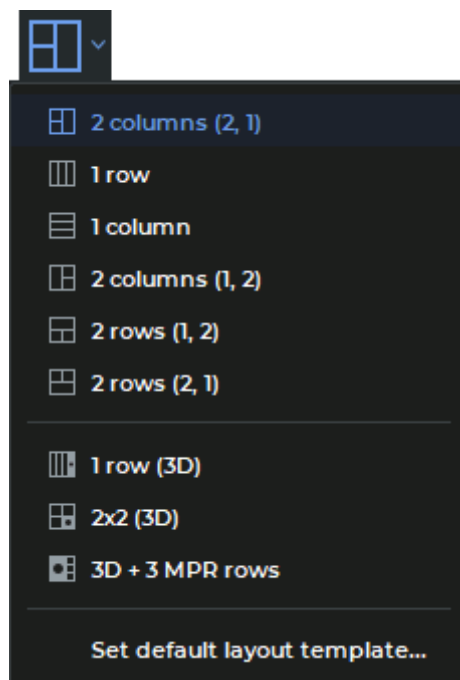 2 columns (2, 1)
1 row
1 column
2 columns (1, 2)
2 rows (1, 2)
2 rows (2, 1)
1 row (3D)
2x2 (3D)
3D + 3 MPR rows
Set default layout template...